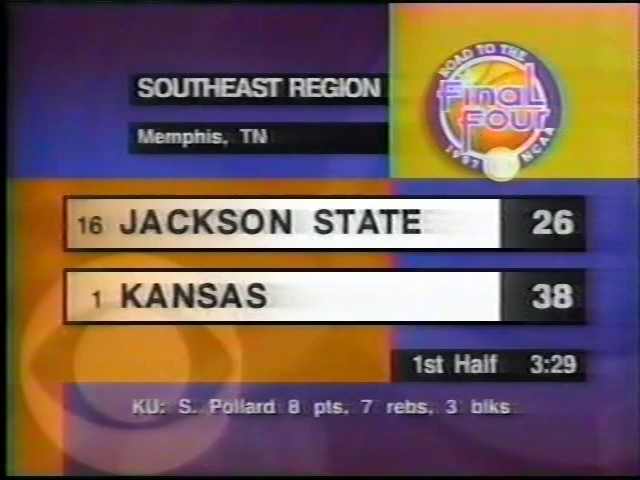 SOUTHEAST REGION
ROAD TO THE
Final
Four
1997 NCAA
Memphis, TN
16 JACKSON STATE 26
1 KANSAS 38
1st Half 3:29
KU: S. Pollard 8 pts, 7 rebs, 3 blks